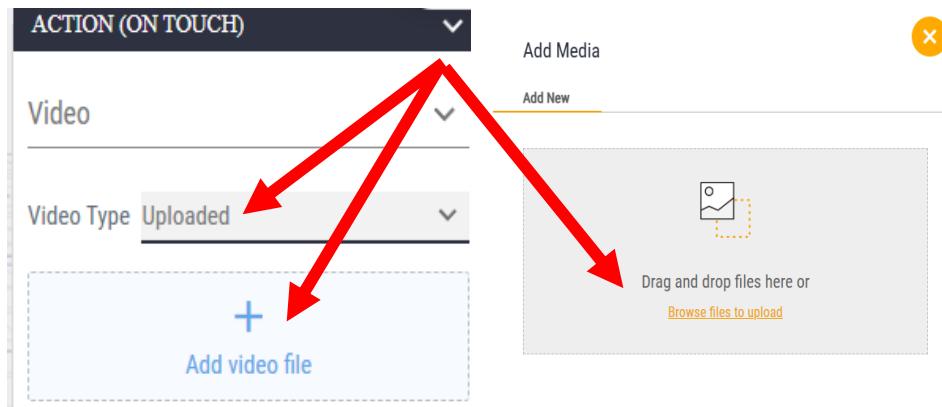 ACTION (ON TOUCH)
Video
Video Type Uploaded
Add video file
Add Media
Add New
Drag and drop files here or
Browse files to upload